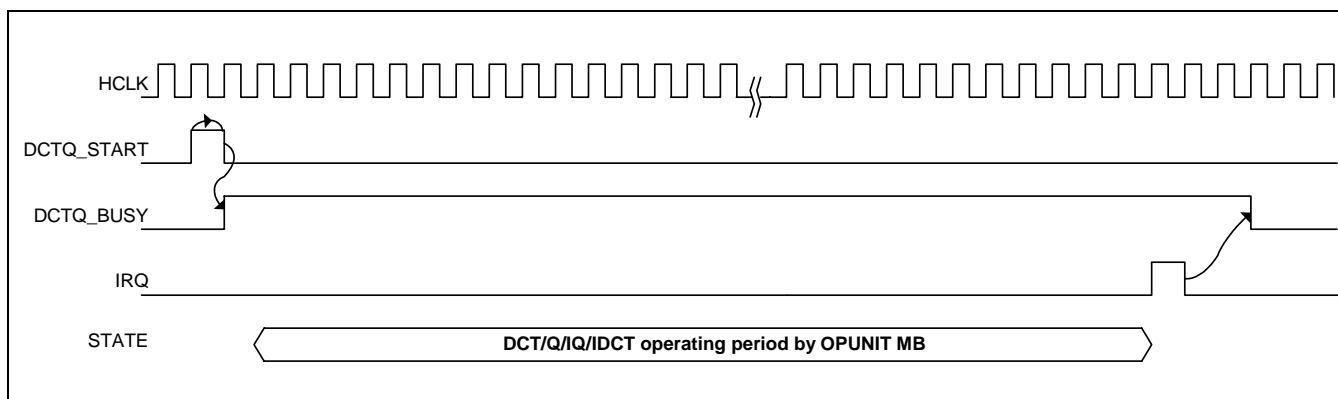 HCLK
DCTQ_START
DCTQ_BUSY
IRQ
STATE
DCT/Q/IQ/IDCT operating period by OPUNIT MB